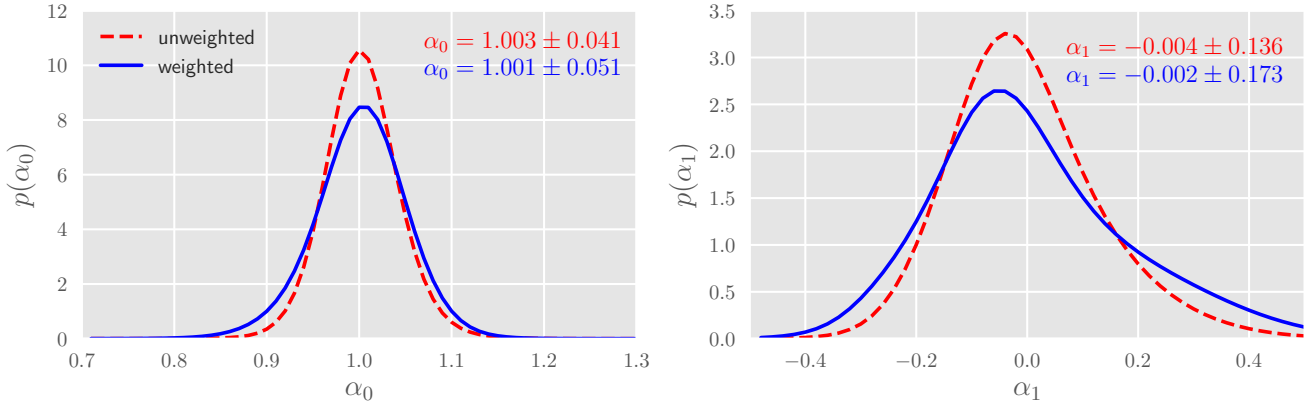 12
10
8
6
4
2
0
p(α₀)
unweighted
weighted
α₀ = 1.003 ± 0.041
α₀ = 1.001 ± 0.051
0.7 0.8 0.9 1.0 1.1 1.2 1.3
α₀
3.5
3.0
2.5
2.0
1.5
1.0
0.5
0.0
p(α₁)
α₁ = −0.004 ± 0.136
α₁ = −0.002 ± 0.173
−0.4 −0.2 0.0 0.2 0.4
α₁